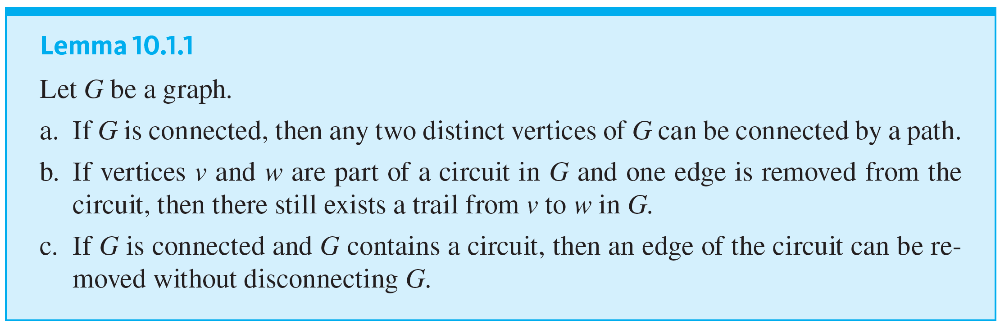 Lemma 10.1.1
Let G be a graph.
a. If G is connected, then any two distinct vertices of G can be connected by a path.
b. If vertices v and w are part of a circuit in G and one edge is removed from the
circuit, then there still exists a trail from v to w in G.
c. If G is connected and G contains a circuit, then an edge of the circuit can be re-
moved without disconnecting G.